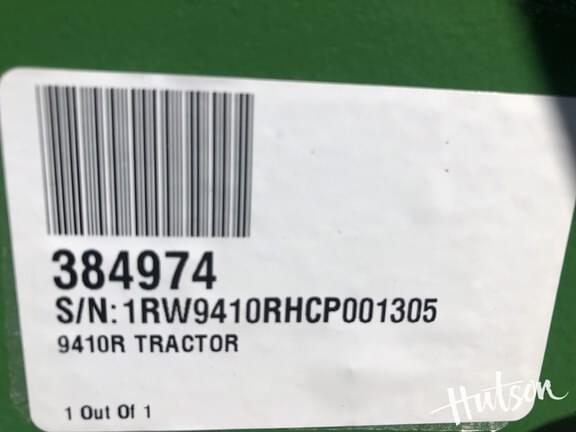 384974
S/N: 1RW9410RHCP001305
9410R TRACTOR
1 Out Of 1
Hutson